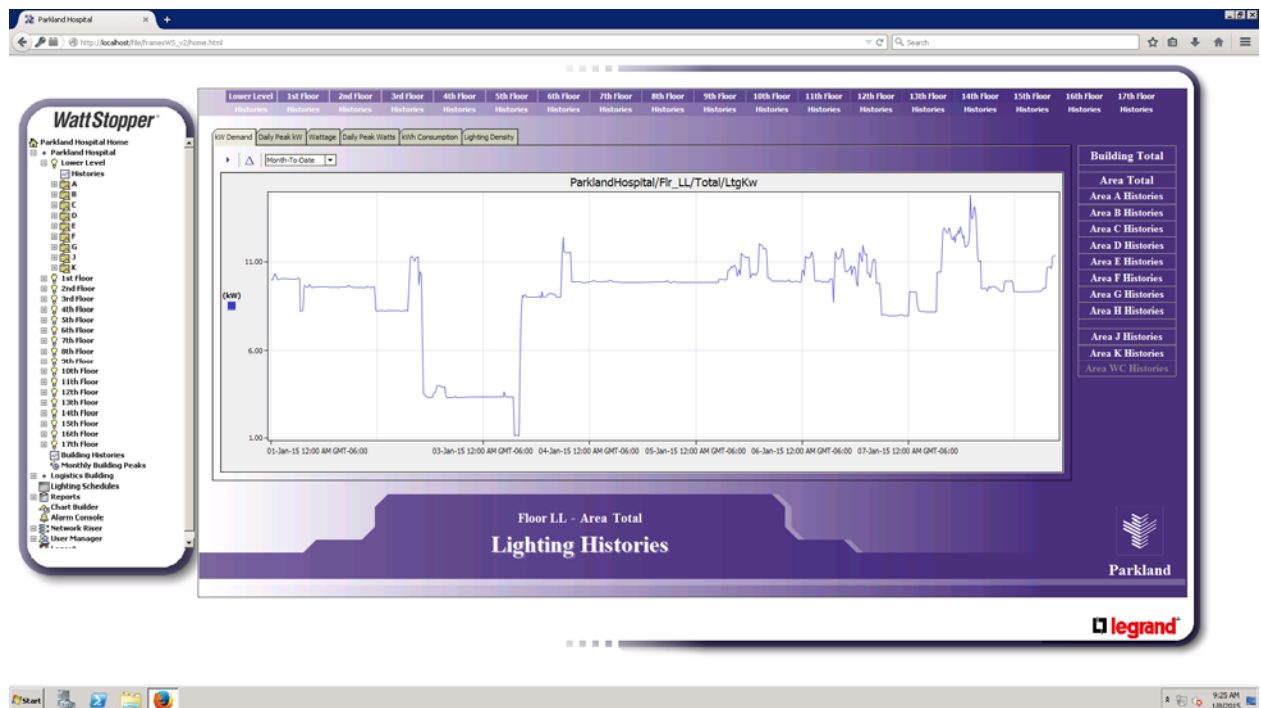 Parkland Hospital
http://localhost/file/framesWS_v2/home.html
Search
WattStopper
Parkland Hospital Home
Parkland Hospital
Lower Level
Histories
A
B
C
D
E
F
G
J
K
1st Floor
2nd Floor
3rd Floor
4th Floor
5th Floor
6th Floor
7th Floor
8th Floor
9th Floor
10th Floor
11th Floor
12th Floor
13th Floor
14th Floor
15th Floor
16th Floor
17th Floor
Building Histories
Monthly Building Peaks
Logistics Building
Lighting Schedules
Reports
Chart Builder
Alarm Console
Network Riser
User Manager
Lower Level 1st Floor 2nd Floor 3rd Floor 4th Floor 5th Floor 6th Floor 7th Floor 8th Floor 9th Floor 10th Floor 11th Floor 12th Floor 13th Floor 14th Floor 15th Floor 16th Floor 17th Floor
Histories Histories Histories Histories Histories Histories Histories Histories Histories Histories Histories Histories Histories Histories Histories Histories Histories Histories
kW Demand Daily Peak kW Wattage Daily Peak Watts kWh Consumption Lighting Density
Month-To-Date
ParklandHospital/Flr_LL/Total/LtgKw
11.00
(kW)
6.00
1.00
01-Jan-15 12:00 AM GMT-06:00 03-Jan-15 12:00 AM GMT-06:00 04-Jan-15 12:00 AM GMT-06:00 05-Jan-15 12:00 AM GMT-06:00 06-Jan-15 12:00 AM GMT-06:00 07-Jan-15 12:00 AM GMT-06:00
Building Total
Area Total
Area A Histories
Area B Histories
Area C Histories
Area D Histories
Area E Histories
Area F Histories
Area G Histories
Area H Histories
Area J Histories
Area K Histories
Area WC Histories
Floor LL - Area Total
Lighting Histories
Parkland
legrand
Start
9:25 AM
1/8/2015